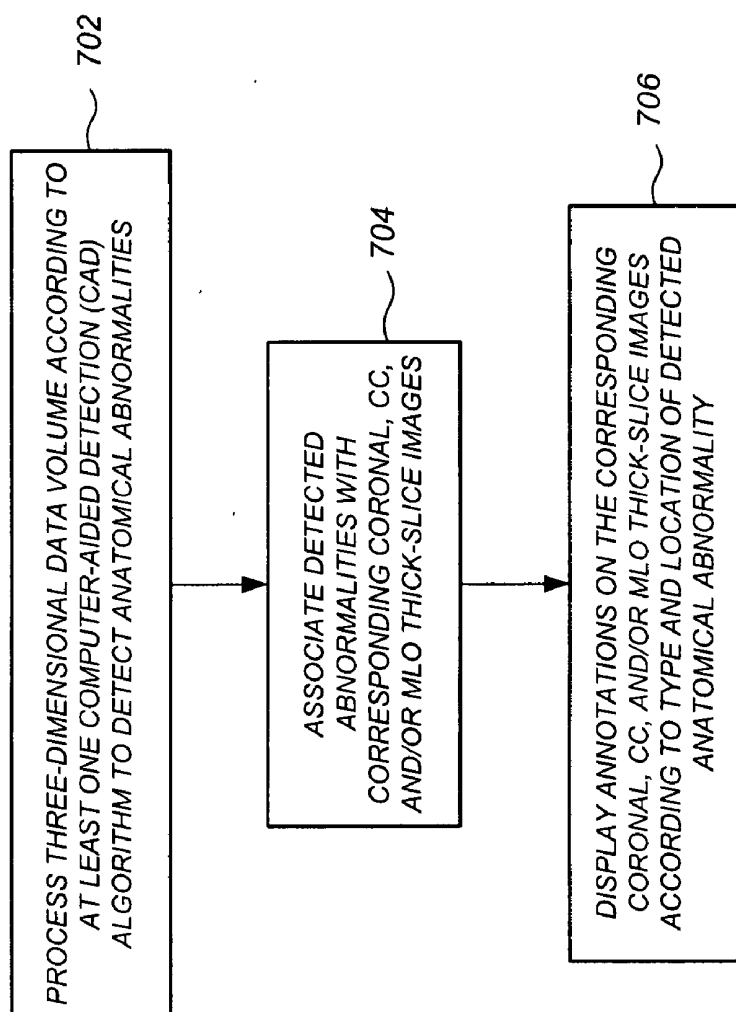 702
PROCESS THREE-DIMENSIONAL DATA VOLUME ACCORDING TO
AT LEAST ONE COMPUTER-AIDED DETECTION (CAD)
ALGORITHM TO DETECT ANATOMICAL ABNORMALITIES
704
ASSOCIATE DETECTED
ABNORMALITIES WITH
CORRESPONDING CORONAL, CC,
AND/OR MLO THICK-SLICE IMAGES
706
DISPLAY ANNOTATIONS ON THE CORRESPONDING
CORONAL, CC, AND/OR MLO THICK-SLICE IMAGES
ACCORDING TO TYPE AND LOCATION OF DETECTED
ANATOMICAL ABNORMALITY